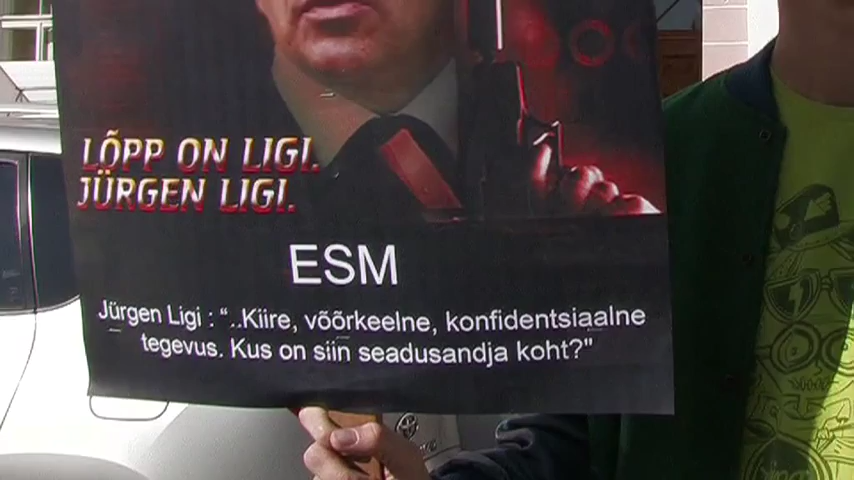 LÕPP ON LIGI.
JÜRGEN LIGI.
ESM
Jürgen Ligi : “..Kiire, võõrkeelne, konfidentsiaalne
tegevus. Kus on siin seadusandja koht?"